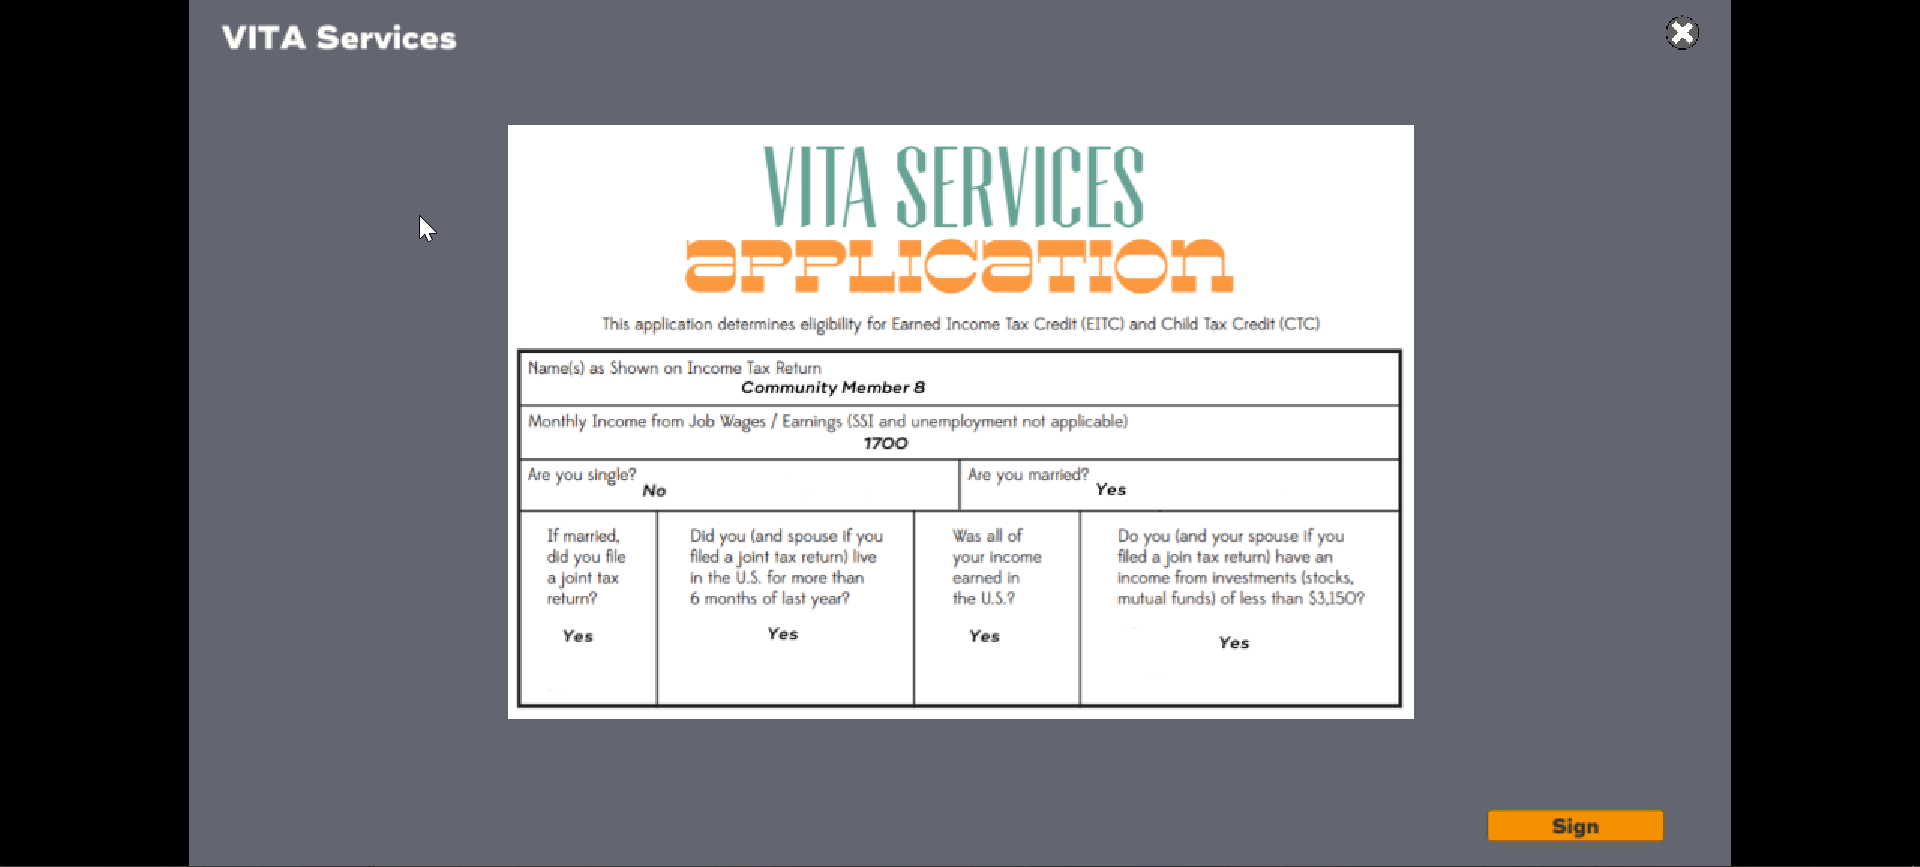 VITA Services
VITA SERVICES
APPLICATION
This application determines eligibility for Earned Income Tax Credit (EITC) and Child Tax Credit (CTC)
Name(s) as Shown on Income Tax Return
Community Member 8
Monthly Income from Job Wages / Earnings (SSI and unemployment not applicable)
1700
Are you single?
No
Are you married?
Yes
If married,
did you file
a joint tax
return?
Yes
Did you (and spouse if you
filed a joint tax return) live
in the U.S. for more than
6 months of last year?
Yes
Was all of
your income
earned in
the U.S.?
Yes
Do you (and your spouse if you
filed a join tax return) have an
income from investments (stocks,
mutual funds) of less than $3,150?
Yes
Sign